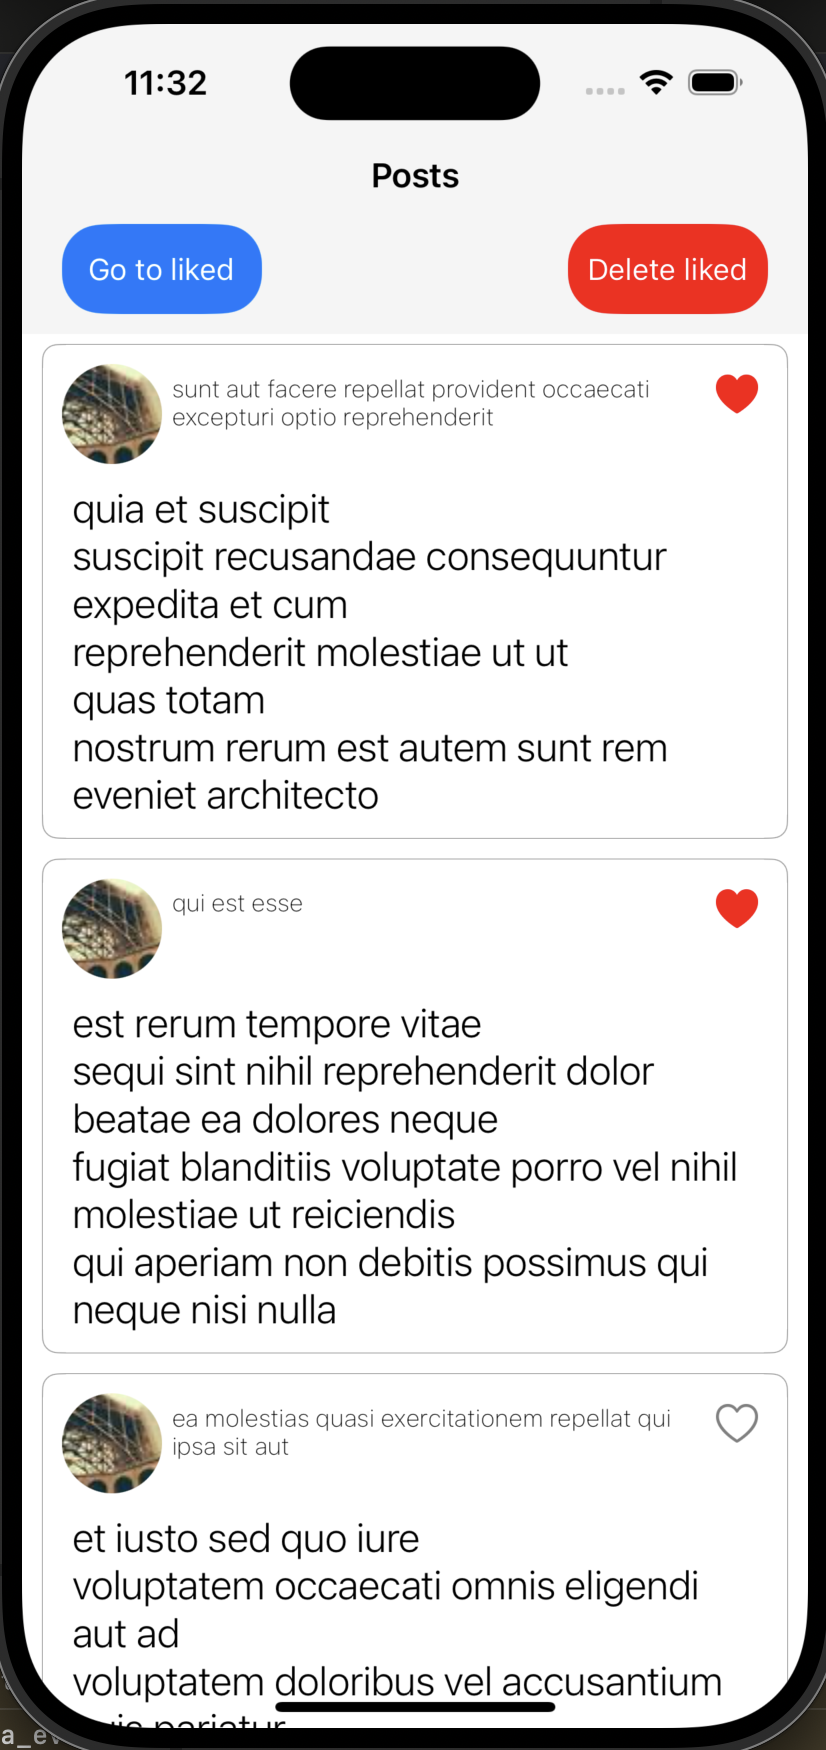 11:32
Posts
Go to liked
Delete liked
sunt aut facere repellat provident occaecati
excepturi optio reprehenderit
quia et suscipit
suscipit recusandae consequuntur
expedita et cum
reprehenderit molestiae ut ut
quas totam
nostrum rerum est autem sunt rem
eveniet architecto
qui est esse
est rerum tempore vitae
sequi sint nihil reprehenderit dolor
beatae ea dolores neque
fugiat blanditiis voluptate porro vel nihil
molestiae ut reiciendis
qui aperiam non debitis possimus qui
neque nisi nulla
ea molestias quasi exercitationem repellat qui
ipsa sit aut
et iusto sed quo iure
voluptatem occaecati omnis eligendi
aut ad
voluptatem doloribus vel accusantium
pariatur